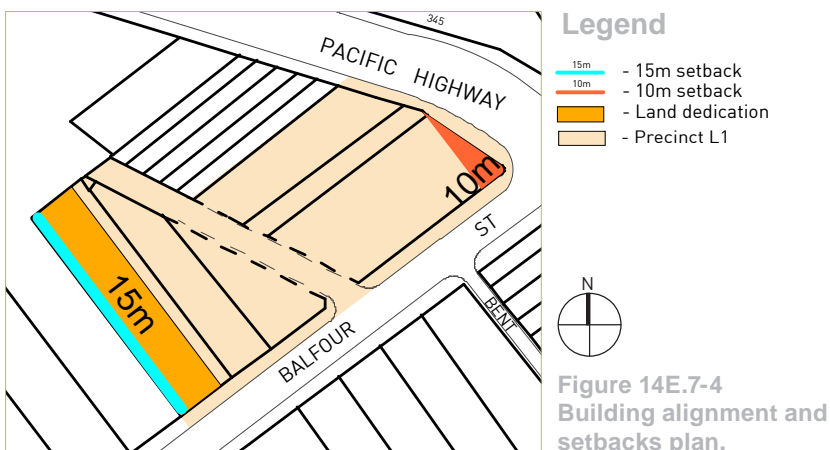 345
PACIFIC HIGHWAY
10m
ST
15m
BENT
BALFOUR
Legend
15m - 15m setback
10m - 10m setback
- Land dedication
- Precinct L1
N
Figure 14E.7-4
Building alignment and
setbacks plan.